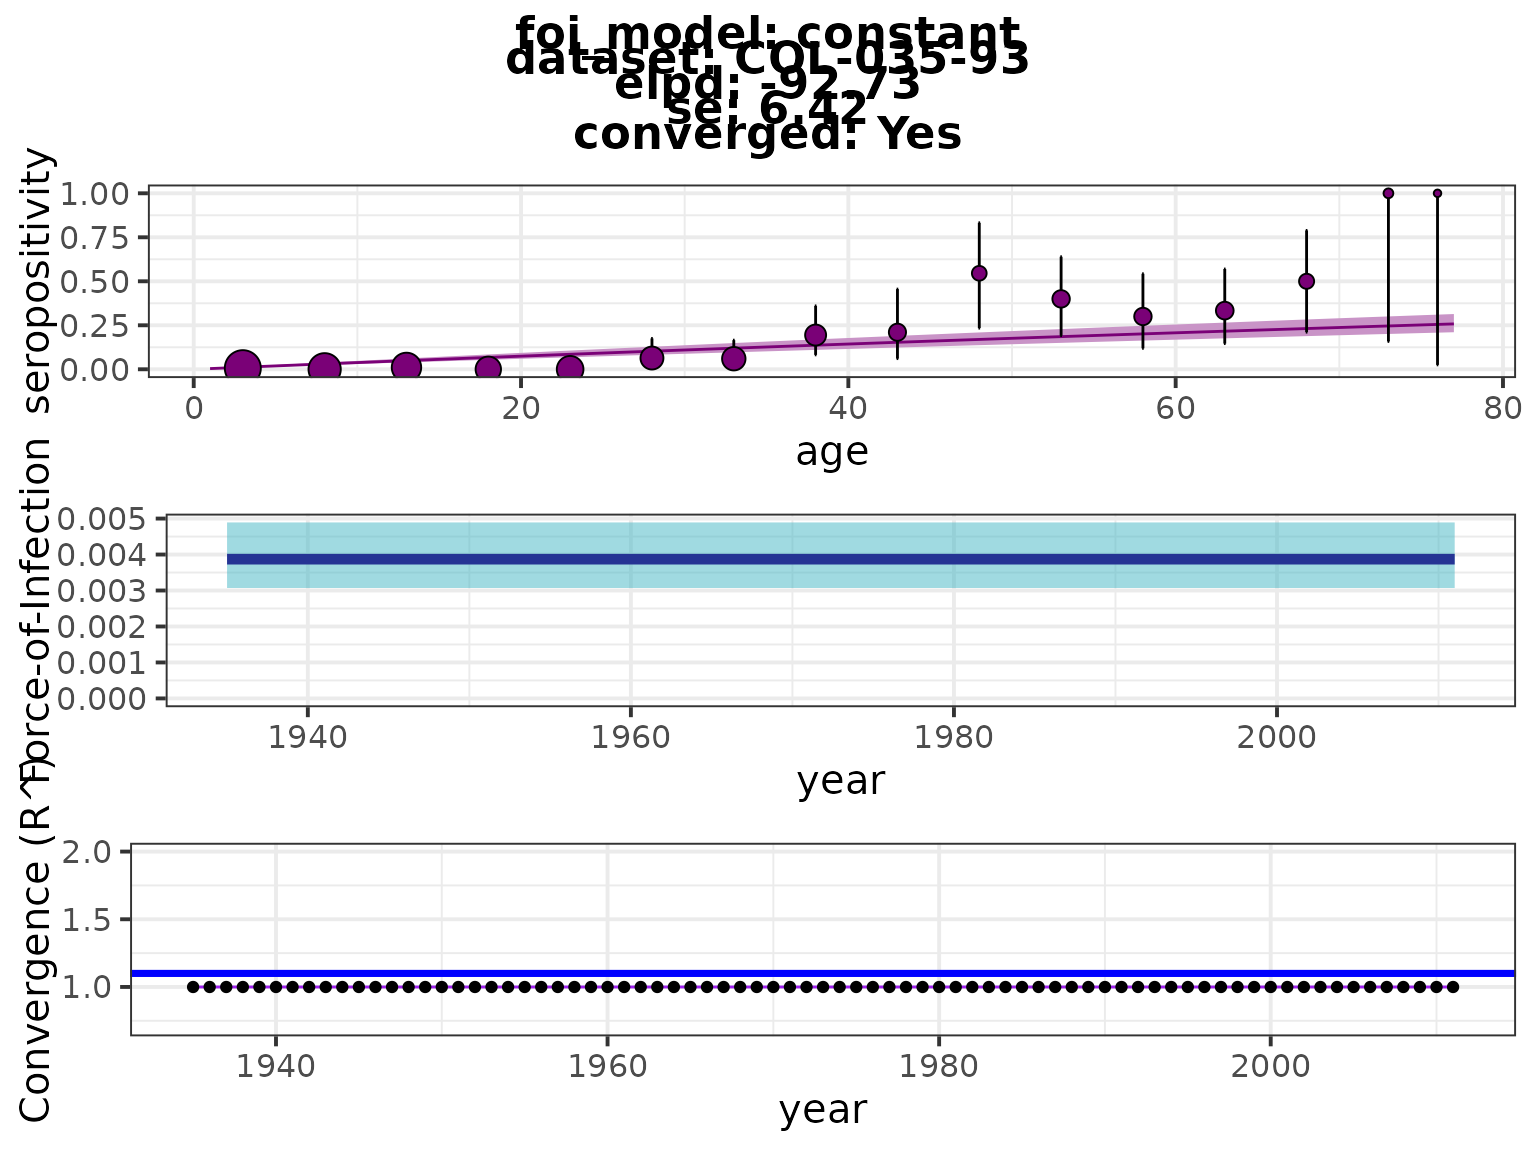 foi_model: constant
dataset: COL-035-93
elpd: -92.73
se: 6.42
converged: Yes
seropositivity
1.00
0.75
0.50
0.25
0.00
0 20 40 60 80
age
Force-of-Infection
0.005
0.004
0.003
0.002
0.001
0.000
1940 1960 1980 2000
year
Convergence (R^)
2.0
1.5
1.0
1940 1960 1980 2000
year